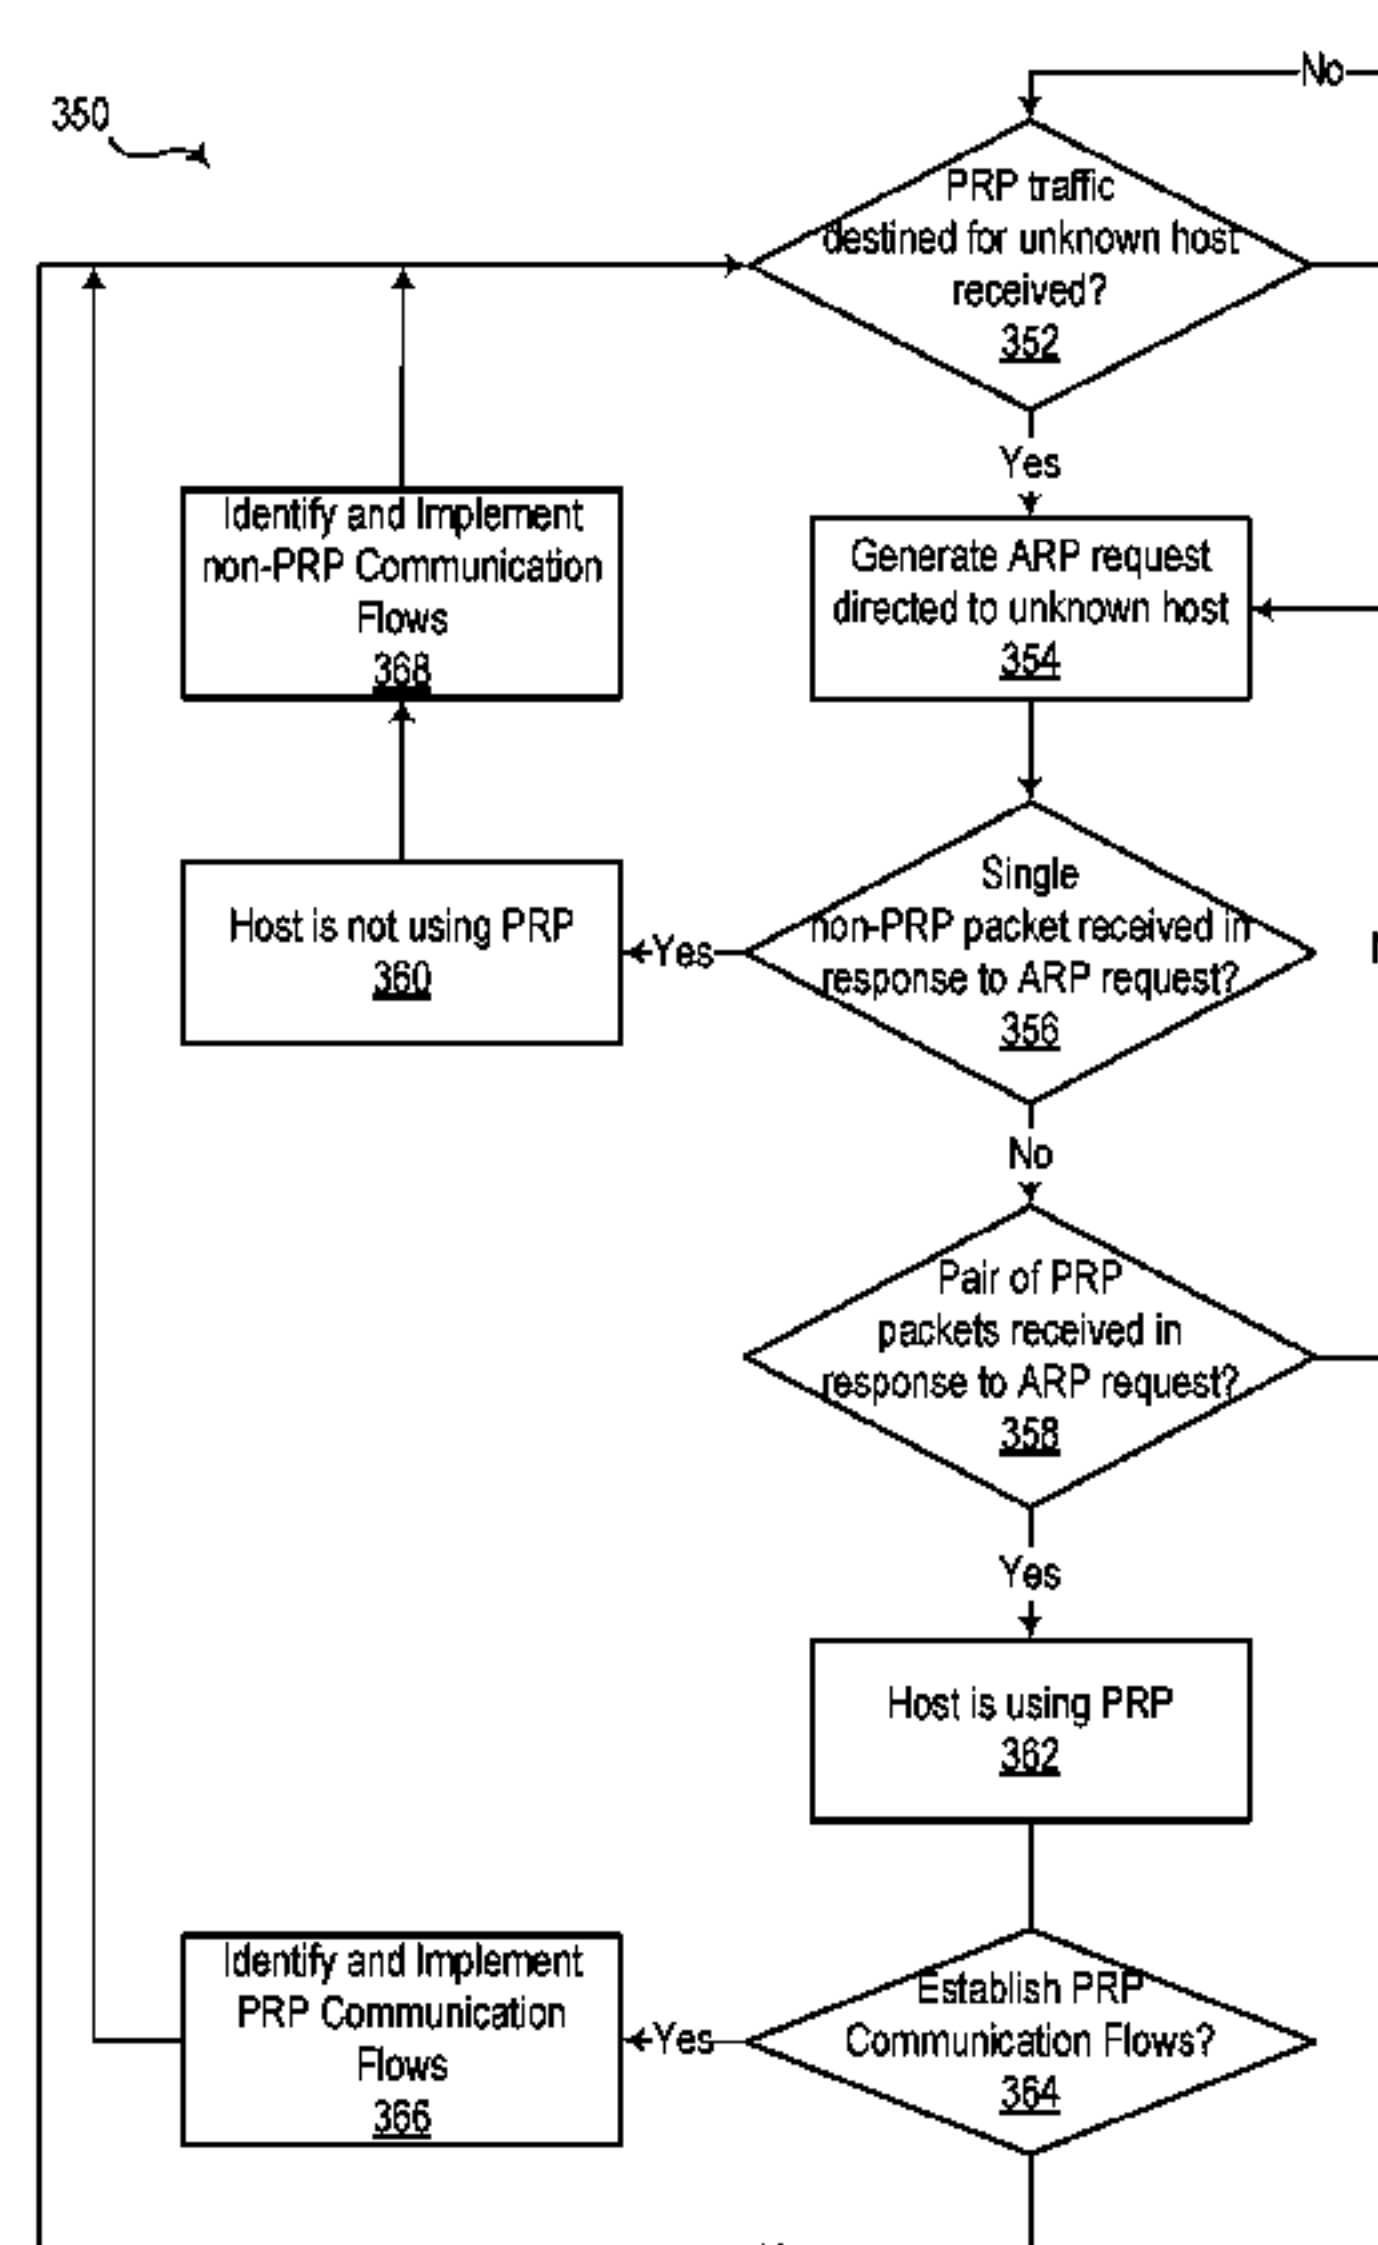 No
350
PRP traffic
destined for unknown host
received?
352
Yes
Identify and Implement
non-PRP Communication
Flows
368
Generate ARP request
directed to unknown host
354
Single
non-PRP packet received in
response to ARP request?
356
Yes
Host is not using PRP
360
No
Pair of PRP
packets received in
response to ARP request?
358
Yes
Host is using PRP
362
Establish PRP
Communication Flows?
364
Yes
Identify and Implement
PRP Communication
Flows
366